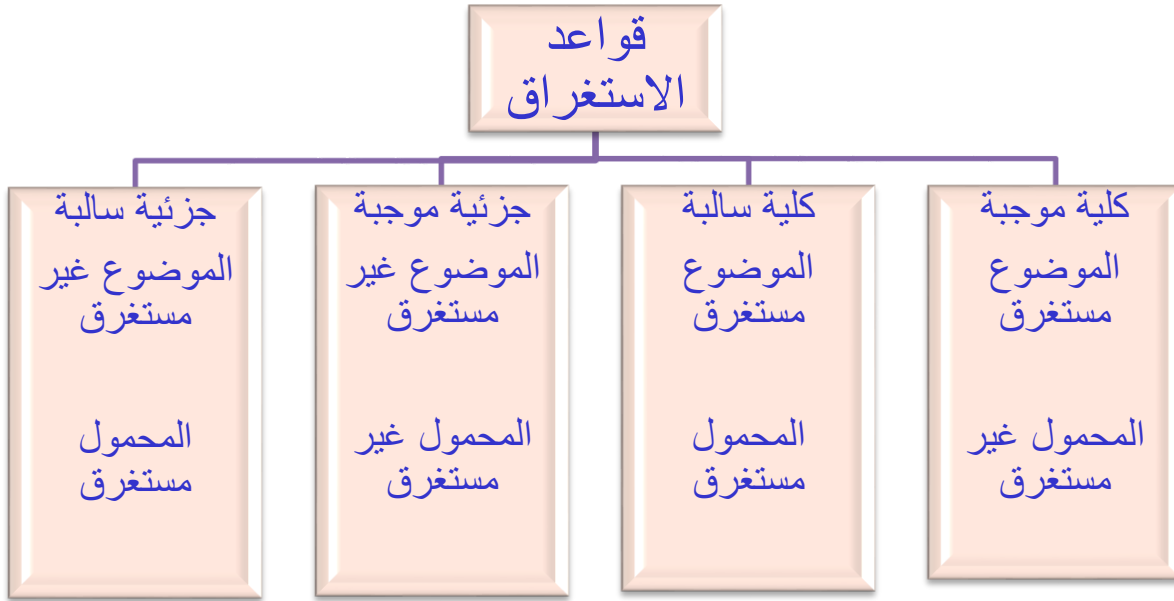 قواعد
الاستغراق
كلية موجبة
الموضوع
مستغرق
المحمول غير
مستغرق
كلية سالبة
الموضوع
مستغرق
المحمول
مستغرق
جزئية موجبة
الموضوع غير
مستغرق
المحمول غير
مستغرق
جزئية سالبة
الموضوع غير
مستغرق
المحمول
مستغرق